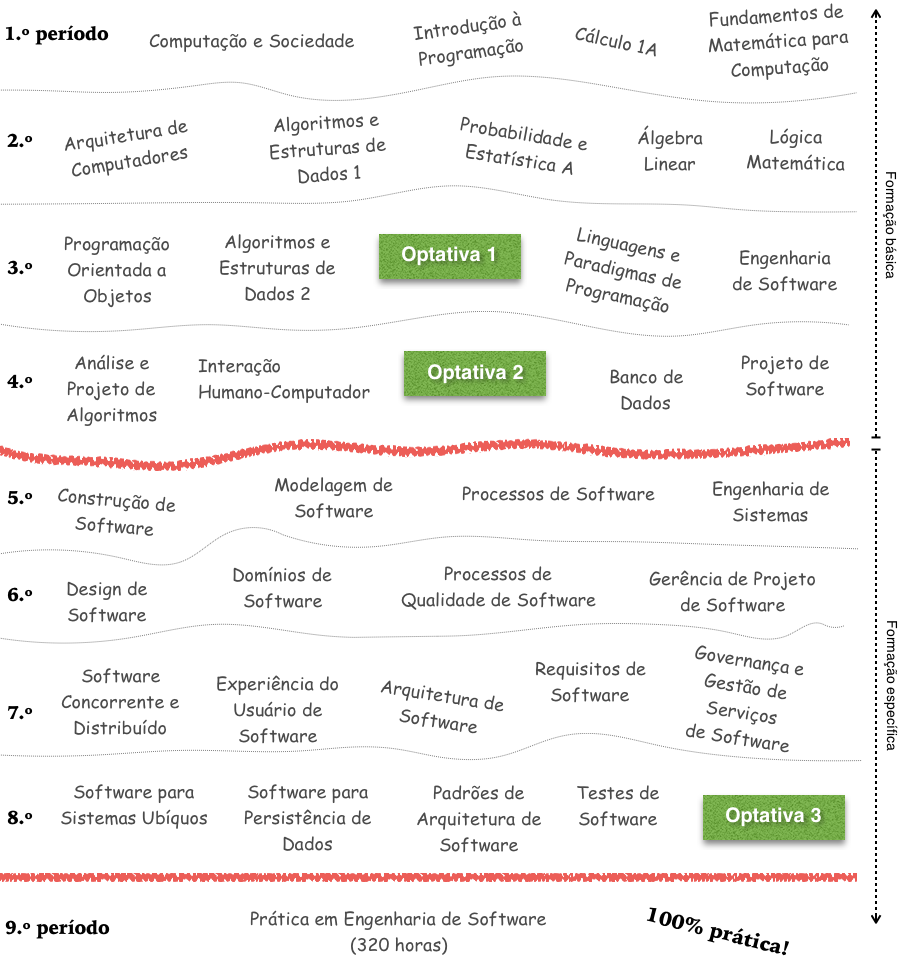 1.º período
Computação e Sociedade
Introdução à
Programação
Cálculo 1A
Fundamentos de
Matemática para
Computação
2.º
Arquitetura de
Computadores
Algoritmos e
Estruturas de
Dados 1
Probabilidade e
Estatística A
Álgebra
Linear
Lógica
Matemática
3.º
Programação
Orientada a
Objetos
Algoritmos e
Estruturas de
Dados 2
Optativa 1
Linguagens e
Paradigmas de
Programação
Engenharia
de Software
4.º
Análise e
Projeto de
Algoritmos
Interação
Humano-Computador
Optativa 2
Banco de
Dados
Projeto de
Software
Formação básica
5.º
Construção de
Software
Modelagem de
Software
Processos de Software
Engenharia de
Sistemas
6.º
Design de
Software
Domínios de
Software
Processos de
Qualidade de Software
Gerência de Projeto
de Software
7.º
Software
Concorrente e
Distribuído
Experiência do
Usuário de
Software
Arquitetura de
Software
Requisitos de
Software
Governança e
Gestão de
Serviços
de Software
8.º
Software para
Sistemas Ubíquos
Software para
Persistência de
Dados
Padrões de
Arquitetura de
Software
Testes de
Software
Optativa 3
Formação específica
9.º período
Prática em Engenharia de Software
(320 horas)
100% prática!